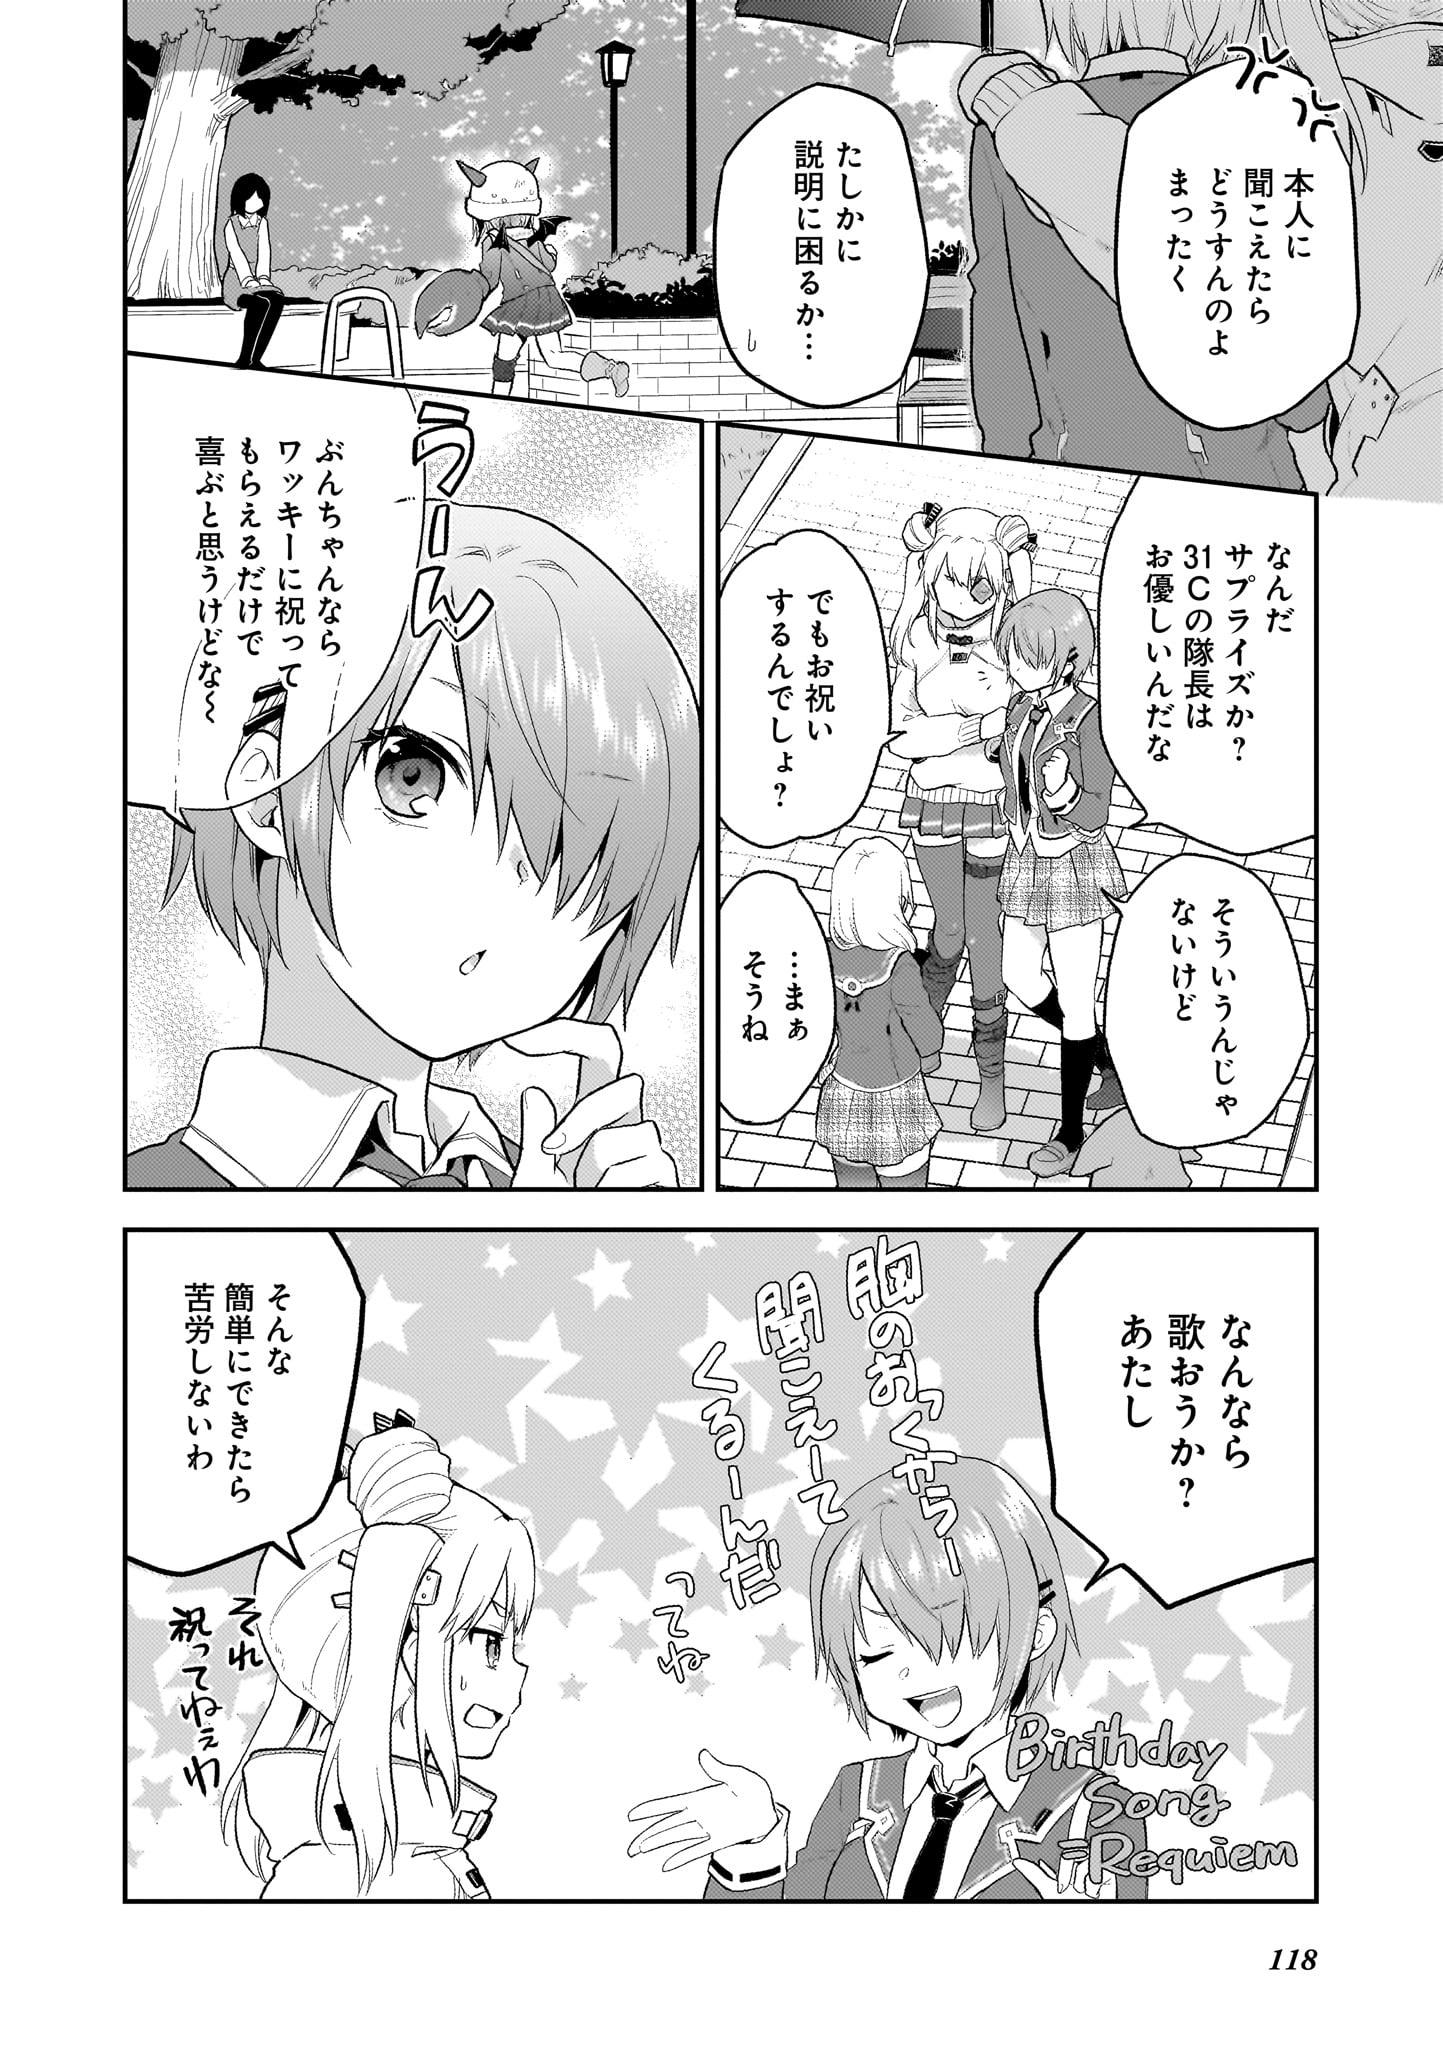 本人に
聞こえたら
どうすんのよ
まったく
たしかに
説明に困るか…
なんだ
サプライズか?
31Cの隊長は
お優しいんだな
そういうんじゃ
ないけど
でもお祝い
するんでしょ?
…まぁ
そうね
うーん
ぶんちゃんなら
ワッキーに祝って
もらえるだけで
喜ぶと思うけどな〜
なんなら
歌おうか?
あたし
胸のおっくからー
聞こえーて
くるーんだ
ってね
Birthday
Song
=Requiem
そんな
簡単にできたら
苦労しないわ
それ
祝ってねぇわ
118